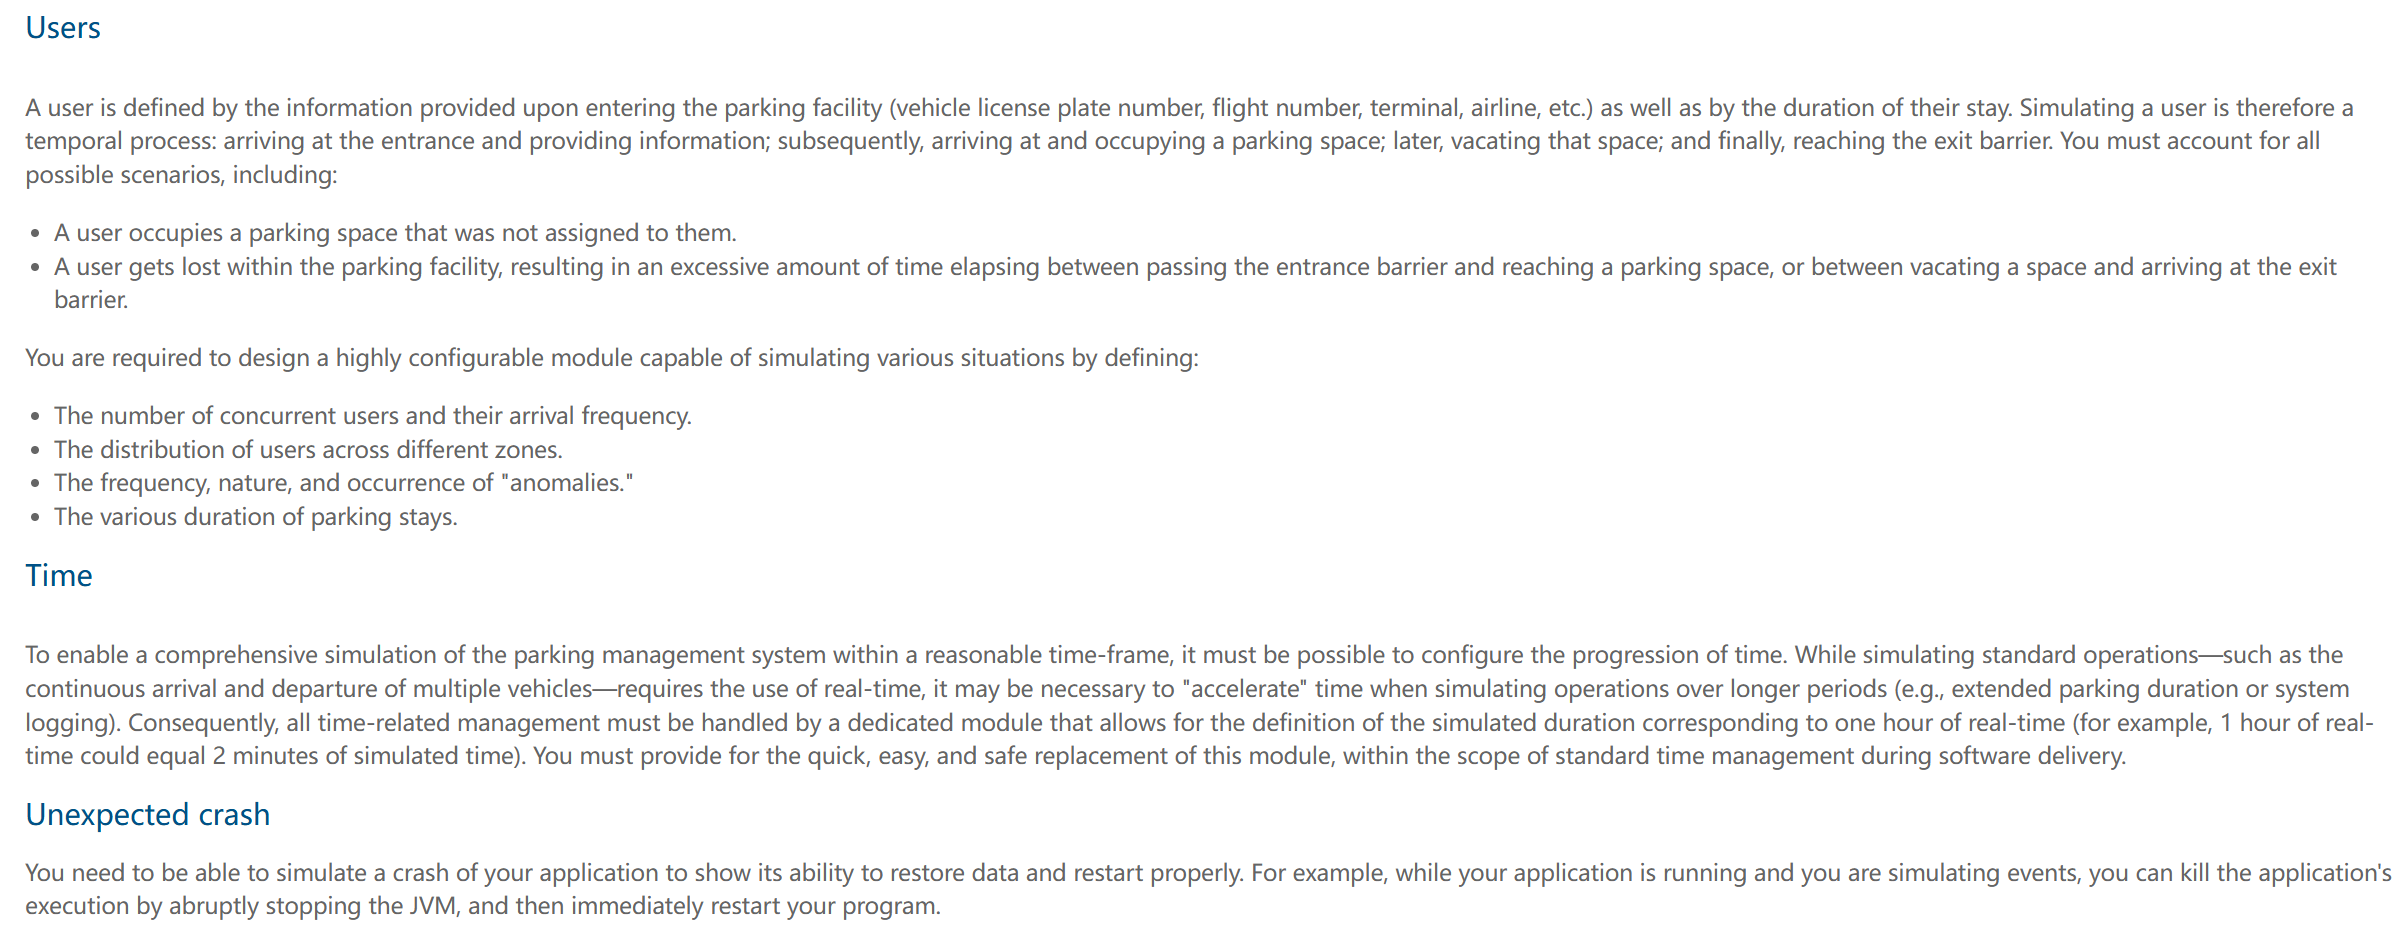 Users
A user is defined by the information provided upon entering the parking facility (vehicle license plate number, flight number, terminal, airline, etc.) as well as by the duration of their stay. Simulating a user is therefore a
temporal process: arriving at the entrance and providing information; subsequently, arriving at and occupying a parking space; later, vacating that space; and finally, reaching the exit barrier. You must account for all
possible scenarios, including:
• A user occupies a parking space that was not assigned to them.
• A user gets lost within the parking facility, resulting in an excessive amount of time elapsing between passing the entrance barrier and reaching a parking space, or between vacating a space and arriving at the exit
barrier.
You are required to design a highly configurable module capable of simulating various situations by defining:
• The number of concurrent users and their arrival frequency.
• The distribution of users across different zones.
• The frequency, nature, and occurrence of "anomalies."
• The various duration of parking stays.
Time
To enable a comprehensive simulation of the parking management system within a reasonable time-frame, it must be possible to configure the progression of time. While simulating standard operations—such as the
continuous arrival and departure of multiple vehicles—requires the use of real-time, it may be necessary to "accelerate" time when simulating operations over longer periods (e.g., extended parking duration or system
logging). Consequently, all time-related management must be handled by a dedicated module that allows for the definition of the simulated duration corresponding to one hour of real-time (for example, 1 hour of real-
time could equal 2 minutes of simulated time). You must provide for the quick, easy, and safe replacement of this module, within the scope of standard time management during software delivery.
Unexpected crash
You need to be able to simulate a crash of your application to show its ability to restore data and restart properly. For example, while your application is running and you are simulating events, you can kill the application's
execution by abruptly stopping the JVM, and then immediately restart your program.